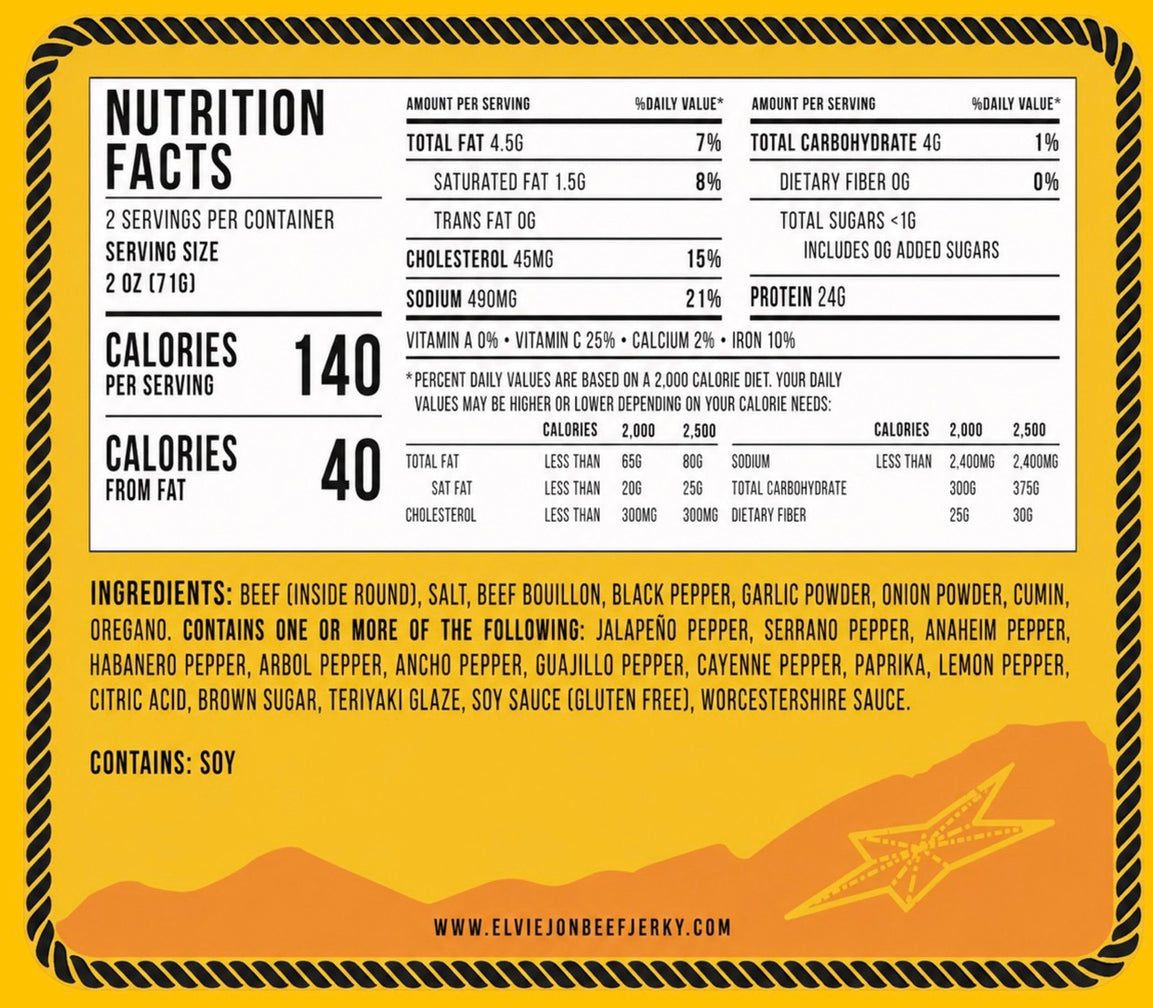 NUTRITION
FACTS
2 SERVINGS PER CONTAINER
SERVING SIZE
2 OZ (71G)
CALORIES
PER SERVING
140
CALORIES
FROM FAT
40
AMOUNT PER SERVING %DAILY VALUE*
TOTAL FAT 4.5G 7%
SATURATED FAT 1.5G 8%
TRANS FAT 0G
CHOLESTEROL 45MG 15%
SODIUM 490MG 21%
AMOUNT PER SERVING %DAILY VALUE*
TOTAL CARBOHYDRATE 4G 1%
DIETARY FIBER 0G 0%
TOTAL SUGARS <1G
INCLUDES 0G ADDED SUGARS
PROTEIN 24G
VITAMIN A 0% • VITAMIN C 25% • CALCIUM 2% • IRON 10%
*PERCENT DAILY VALUES ARE BASED ON A 2,000 CALORIE DIET. YOUR DAILY
VALUES MAY BE HIGHER OR LOWER DEPENDING ON YOUR CALORIE NEEDS:
CALORIES 2,000 2,500
TOTAL FAT LESS THAN 65G 80G
SAT FAT LESS THAN 20G 25G
CHOLESTEROL LESS THAN 300MG 300MG
CALORIES 2,000 2,500
SODIUM LESS THAN 2,400MG 2,400MG
TOTAL CARBOHYDRATE 300G 375G
DIETARY FIBER 25G 30G
INGREDIENTS: BEEF (INSIDE ROUND), SALT, BEEF BOUILLON, BLACK PEPPER, GARLIC POWDER, ONION POWDER, CUMIN,
OREGANO. CONTAINS ONE OR MORE OF THE FOLLOWING: JALAPEÑO PEPPER, SERRANO PEPPER, ANAHEIM PEPPER,
HABANERO PEPPER, ARBOL PEPPER, ANCHO PEPPER, GUAJILLO PEPPER, CAYENNE PEPPER, PAPRIKA, LEMON PEPPER,
CITRIC ACID, BROWN SUGAR, TERIYAKI GLAZE, SOY SAUCE (GLUTEN FREE), WORCESTERSHIRE SAUCE.
CONTAINS: SOY
WWW.ELVIEJONBEEFJERKY.COM